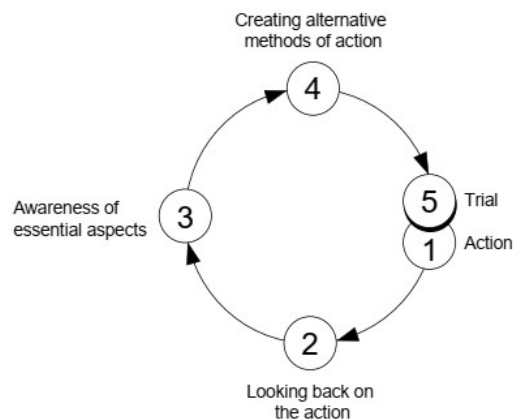 Creating alternative
methods of action
4
5
Trial
Awareness of
essential aspects
3
1
Action
2
Looking back on
the action